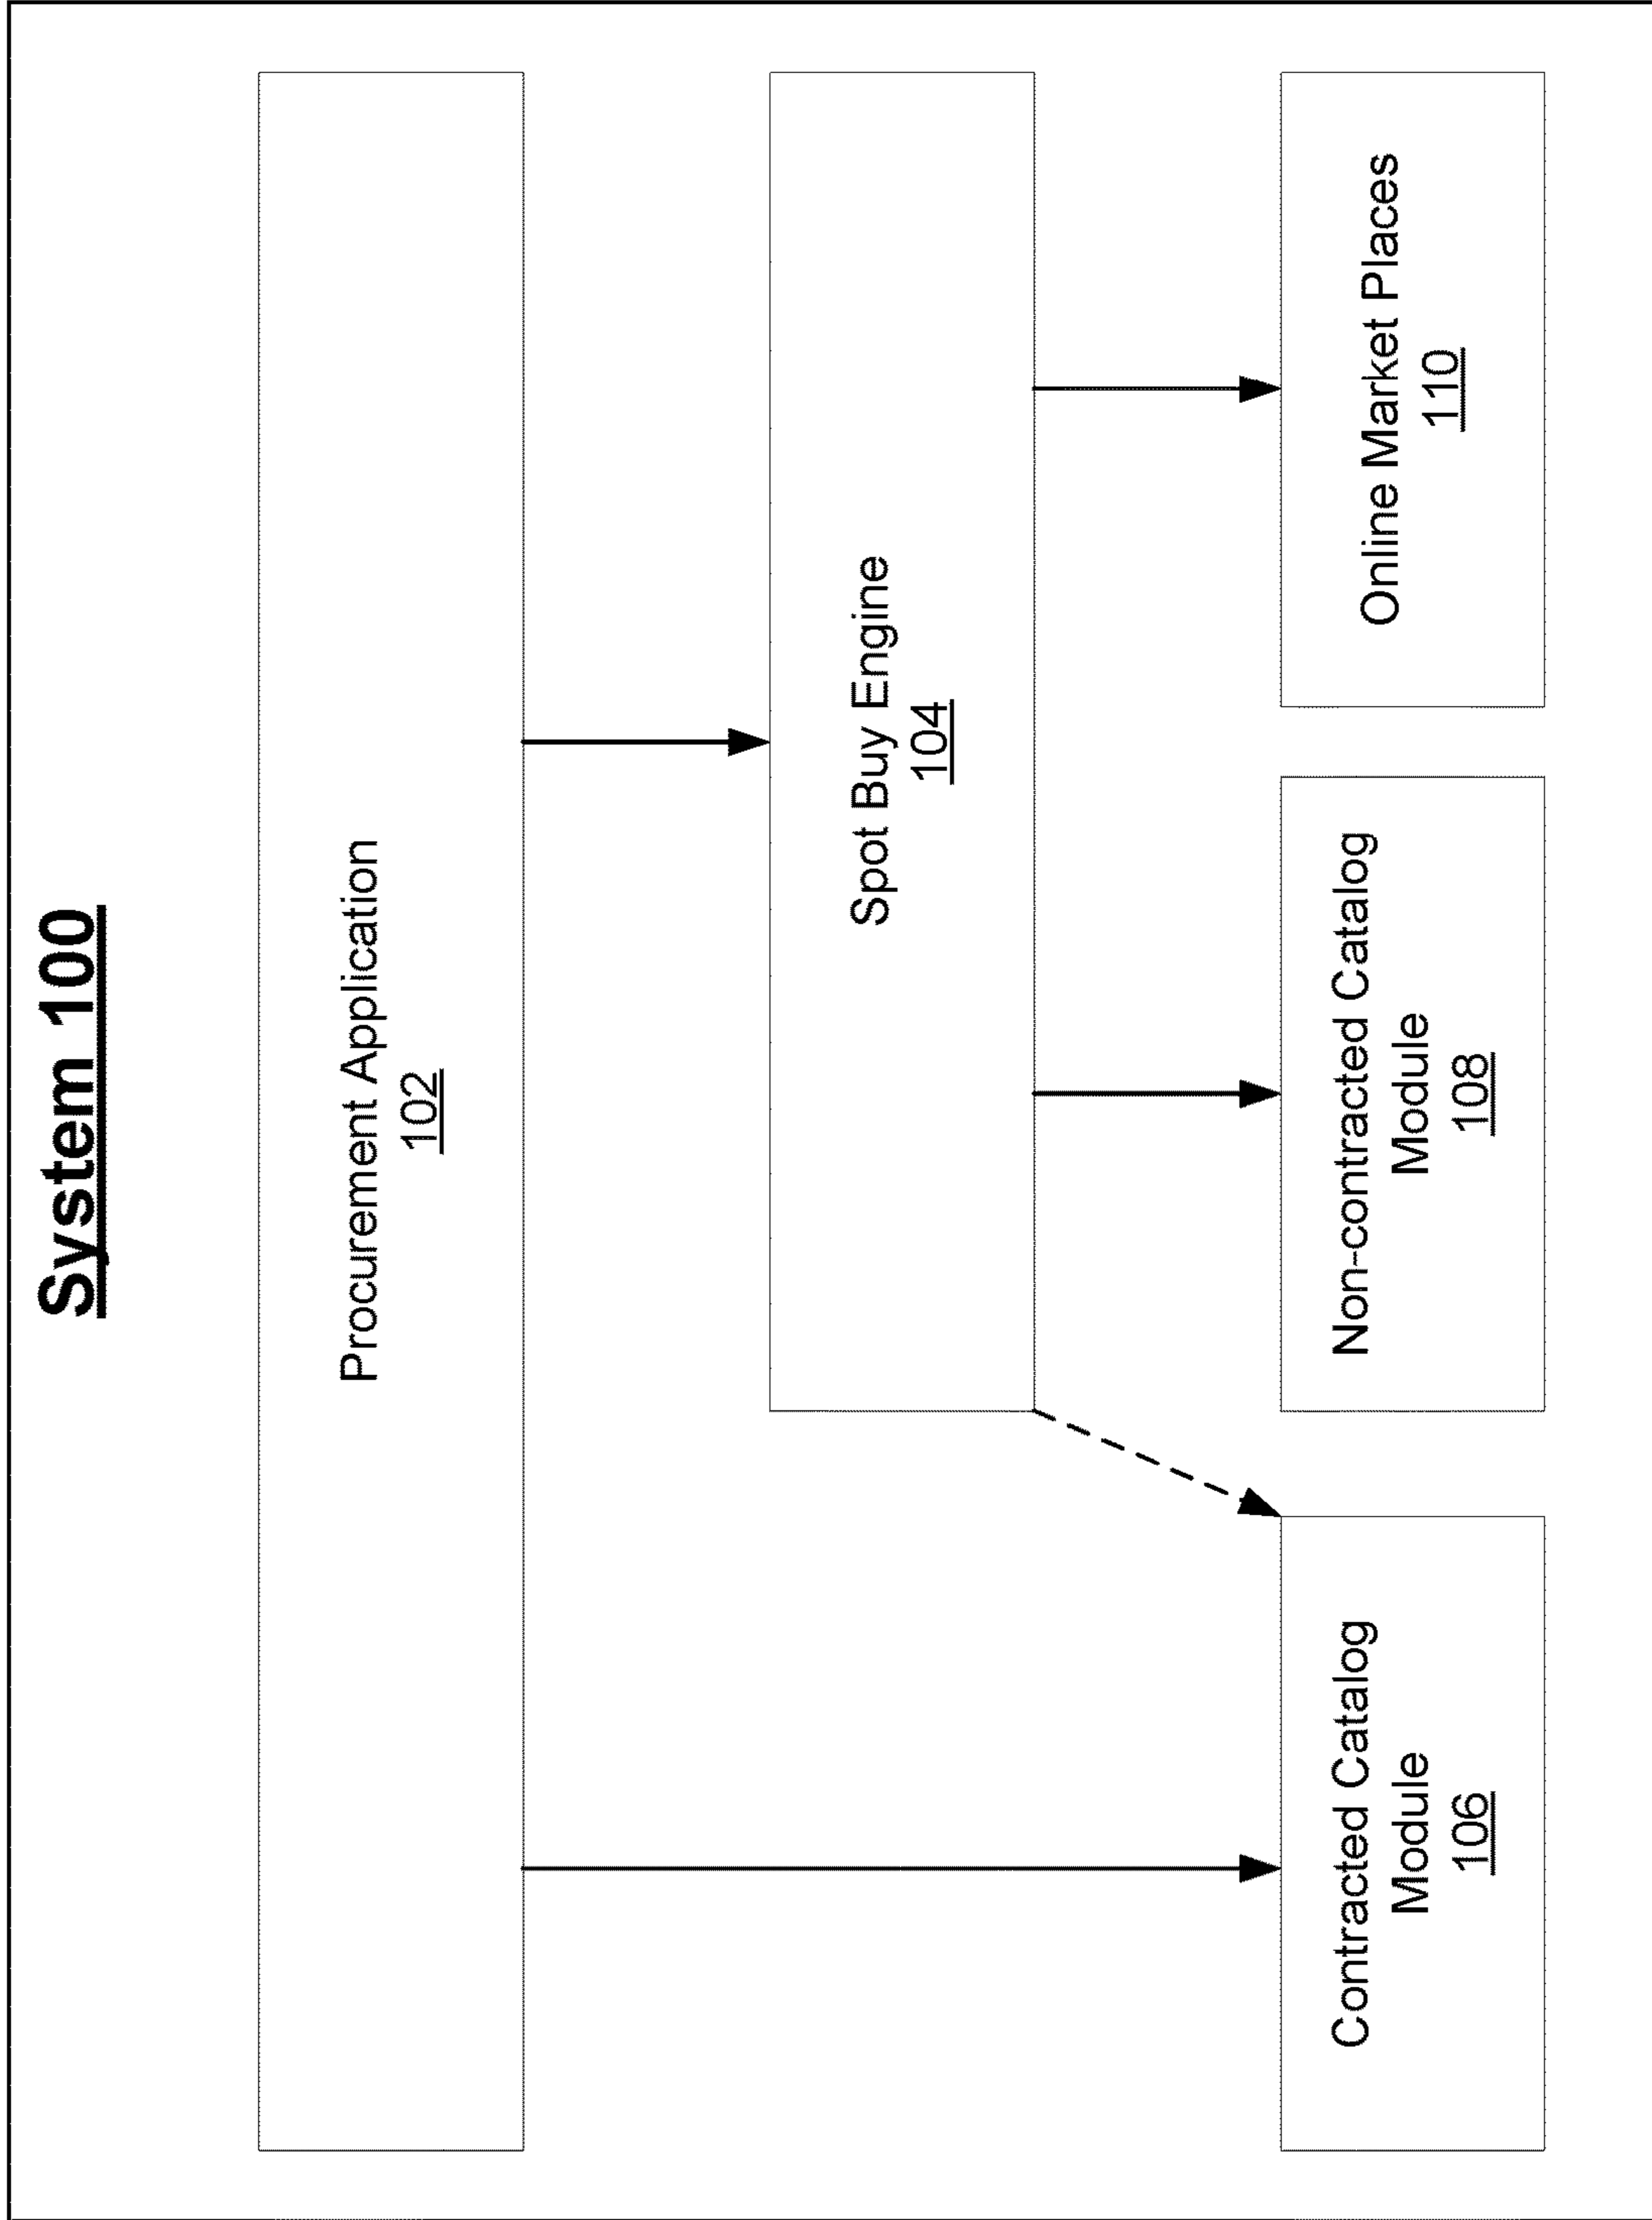 System 100
Procurement Application
102
Spot Buy Engine
104
Contracted Catalog
Module
106
Non-contracted Catalog
Module
108
Online Market Places
110